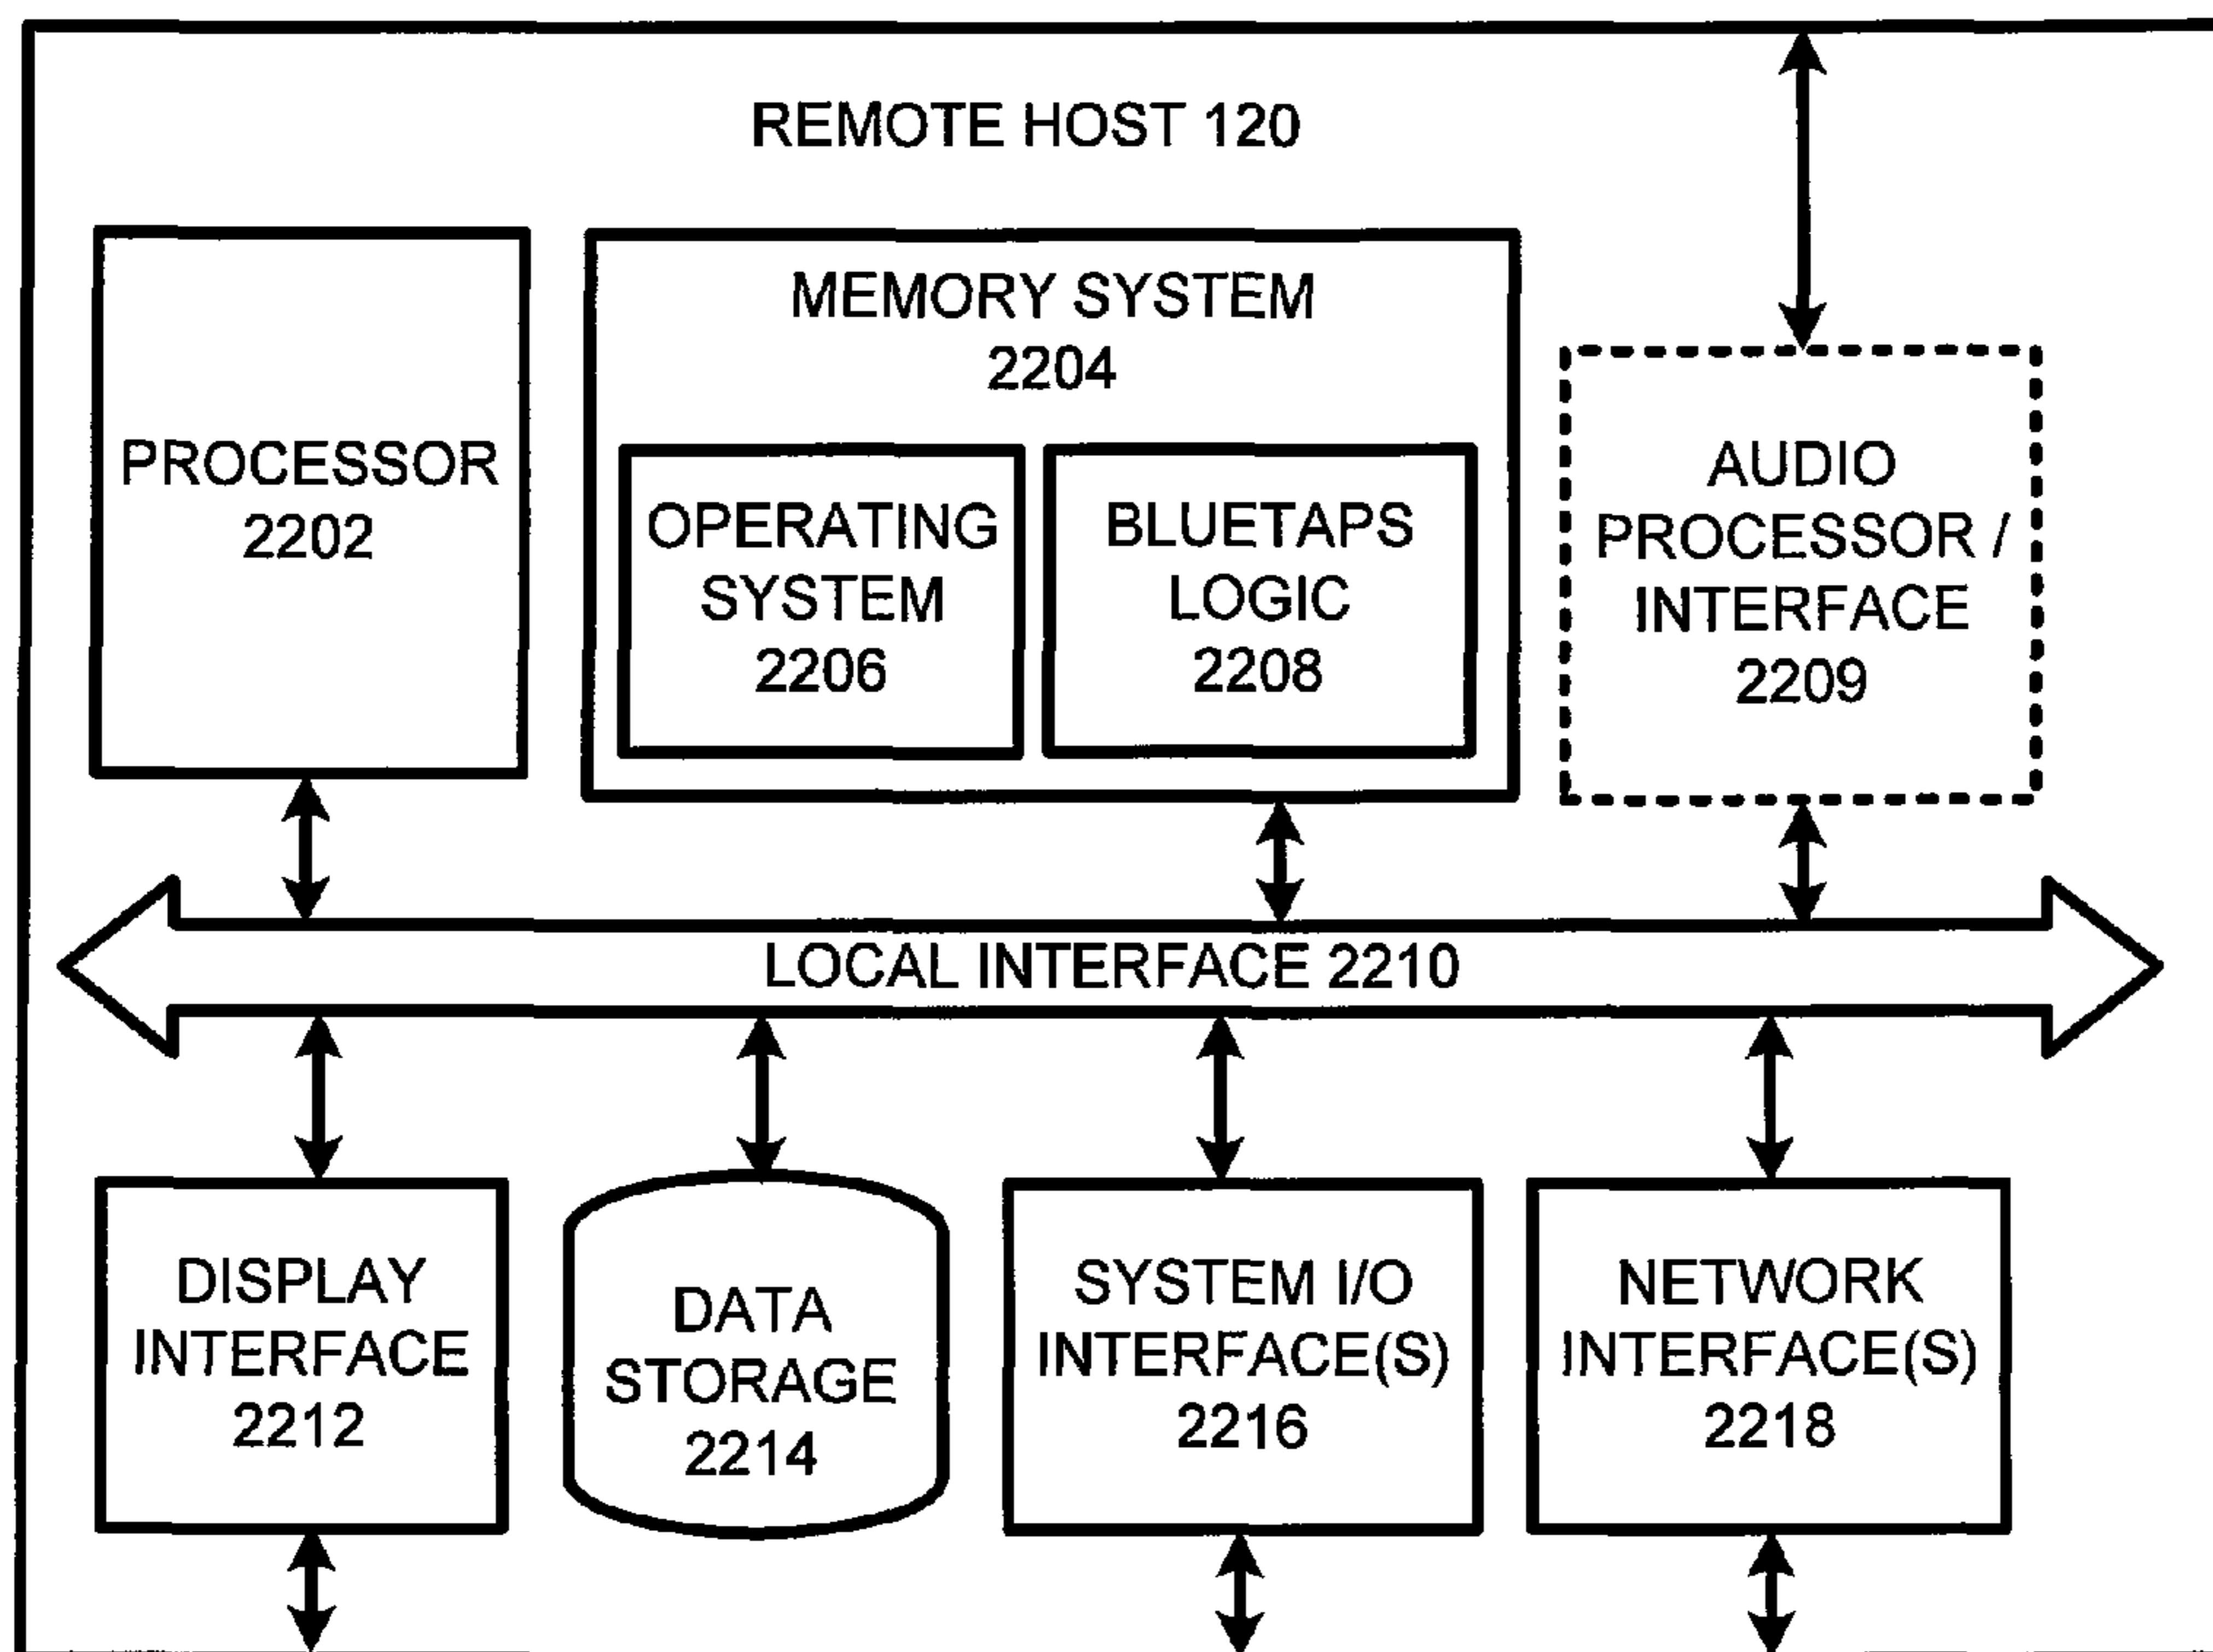 REMOTE HOST 120
PROCESSOR
2202
MEMORY SYSTEM
2204
OPERATING
SYSTEM
2206
BLUETAPS
LOGIC
2208
AUDIO
PROCESSOR /
INTERFACE
2209
LOCAL INTERFACE 2210
DISPLAY
INTERFACE
2212
DATA
STORAGE
2214
SYSTEM I/O
INTERFACE(S)
2216
NETWORK
INTERFACE(S)
2218